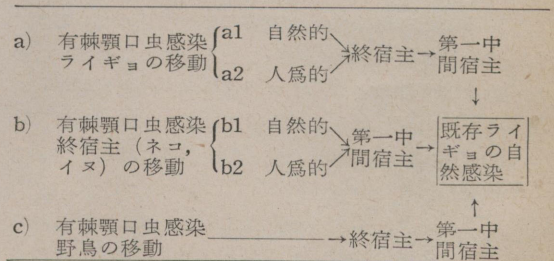 a) 有棘顎口虫感染 a1 自然的
ライギョの移動 a2 人爲的
終宿主→第一中
間宿主
↓
b) 有棘顎口虫感染 b1 自然的
終宿主(ネコ,
イヌ)の移動 b2 人爲的
第一中
間宿主→
既存ライ
ギョの自
然感染
↑
c) 有棘顎口虫感染
野鳥の移動→終宿主→第一中
間宿主